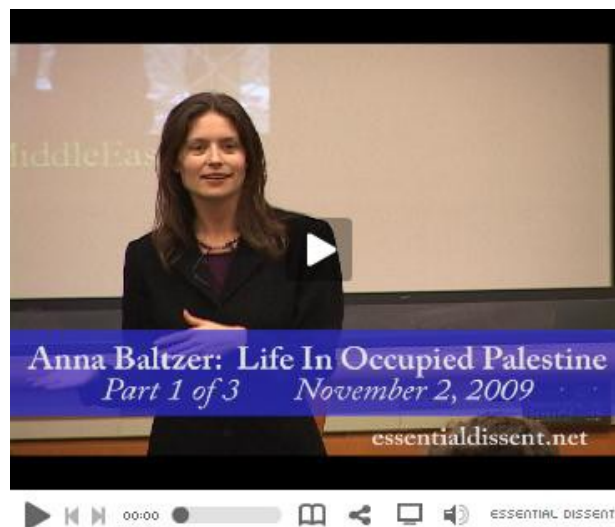 MiddleEas
Anna Baltzer: Life In Occupied Palestine
Part 1 of 3 November 2, 2009
essentialdissent.net
00:00
ESSENTIAL DISSENT